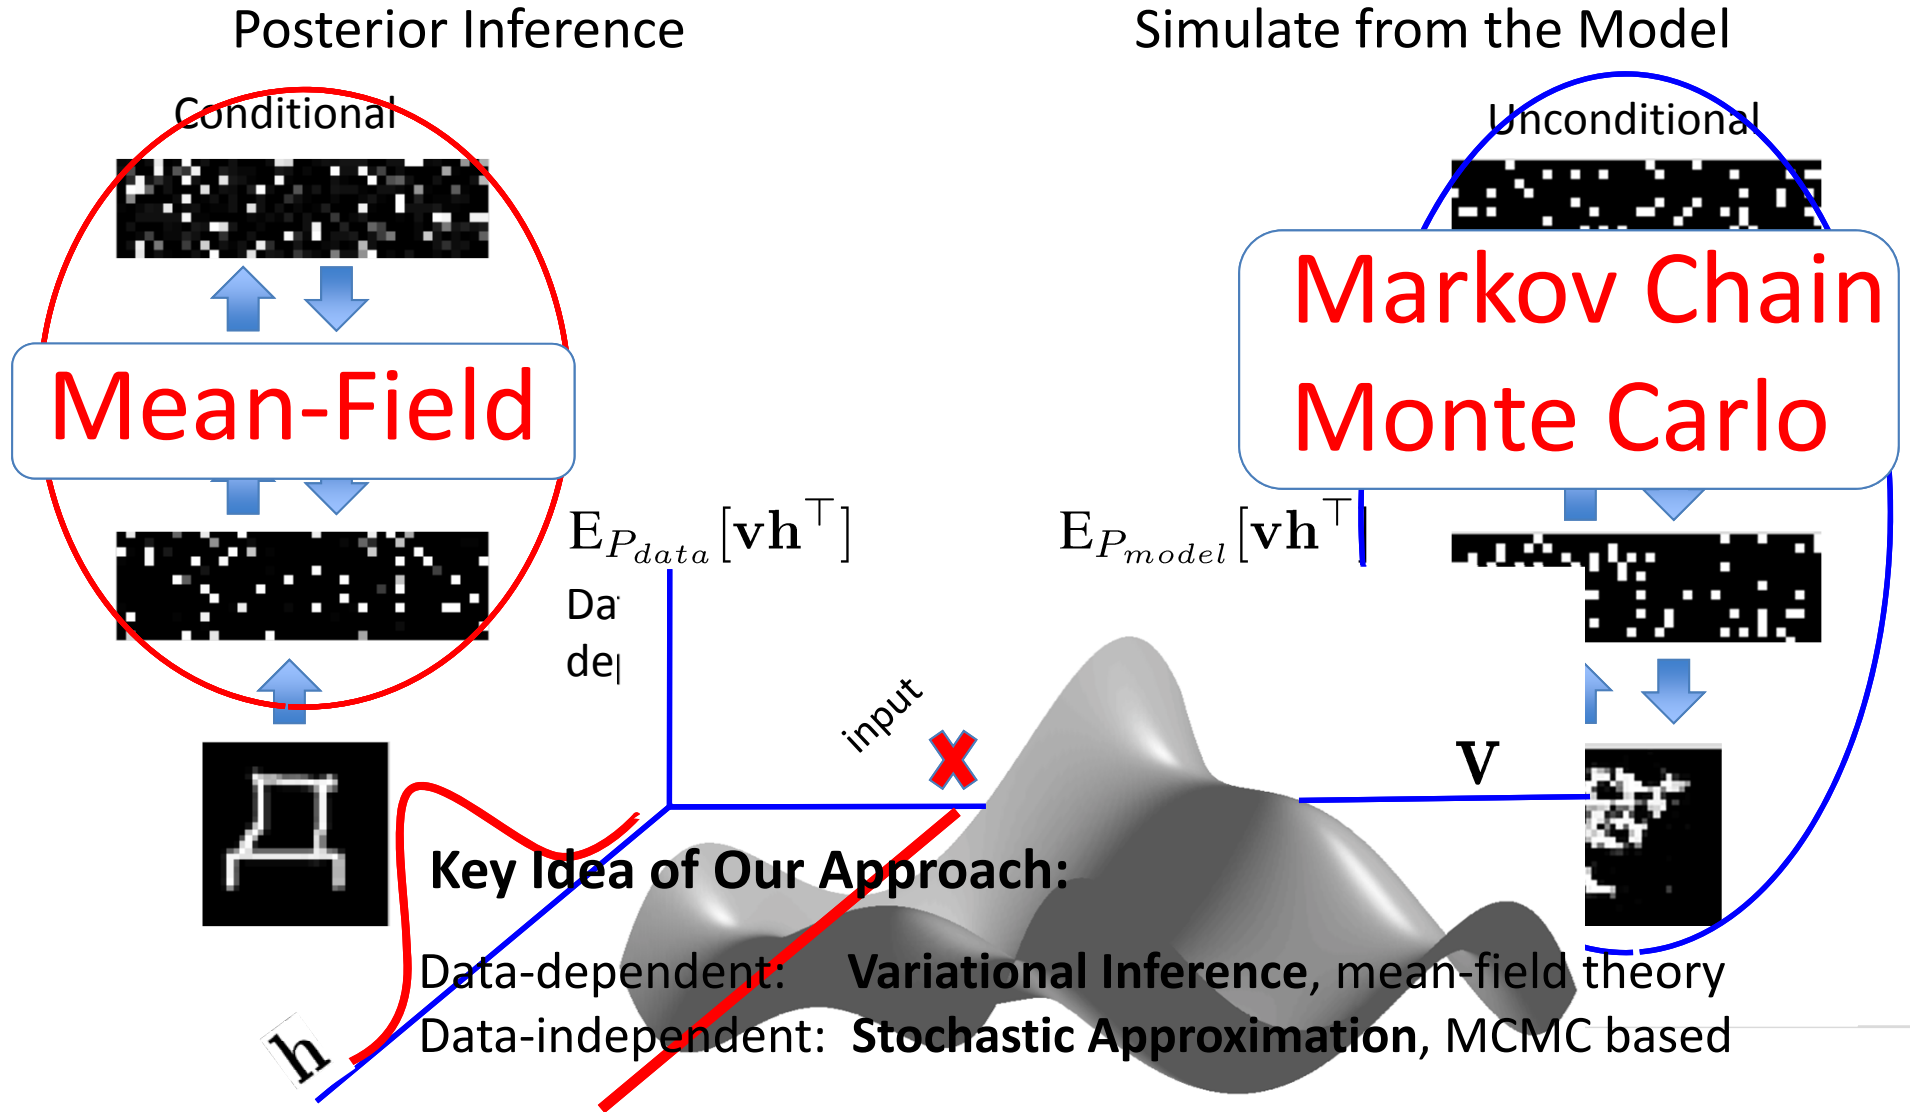 Posterior Inference
Simulate from the Model
Conditional
Unconditional
Mean-Field
Markov Chain
Monte Carlo
E_{P_{data}}[vh^⊤]
E_{P_{model}}[vh^⊤]
input
v
Key Idea of Our Approach:
Data-dependent: Variational Inference, mean-field theory
Data-independent: Stochastic Approximation, MCMC based
h